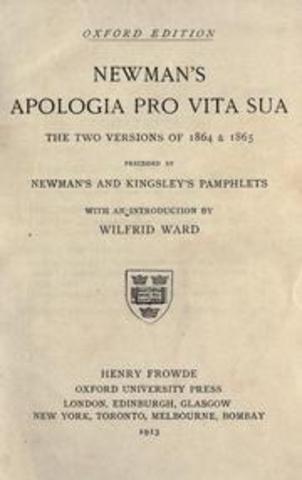 OXFORD EDITION
NEWMAN'S
APOLOGIA PRO VITA SUA
THE TWO VERSIONS OF 1864 & 1865
PRECEDED BY
NEWMAN'S AND KINGSLEY'S PAMPHLETS
WITH AN INTRODUCTION BY
WILFRID WARD
HENRY FROWDE
OXFORD UNIVERSITY PRESS
LONDON, EDINBURGH, GLASGOW
NEW YORK, TORONTO, MELBOURNE, BOMBAY
1913